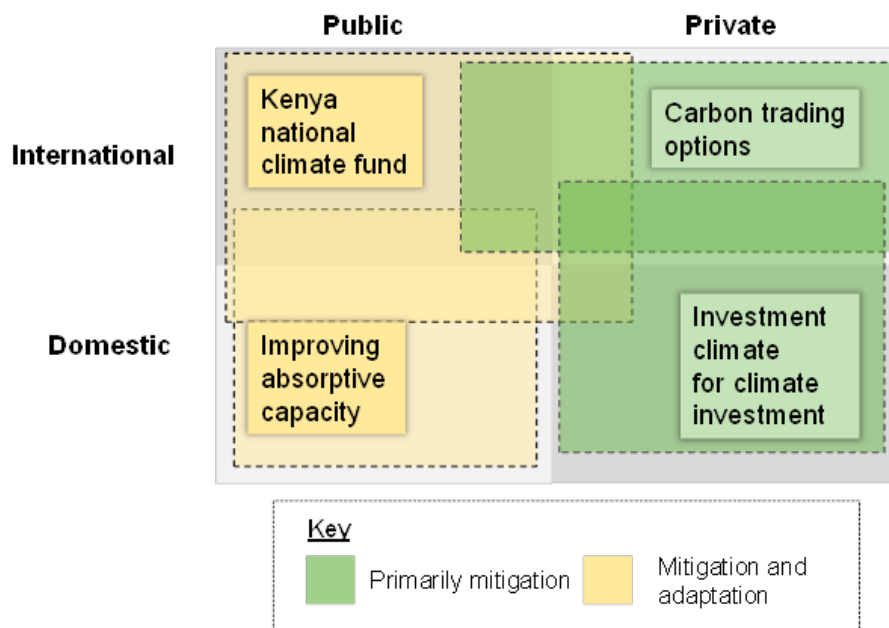 Public
Private
International
Kenya
national
climate fund
Carbon trading
options
Domestic
Improving
absorptive
capacity
Investment
climate
for climate
investment
Key
Primarily mitigation
Mitigation and
adaptation